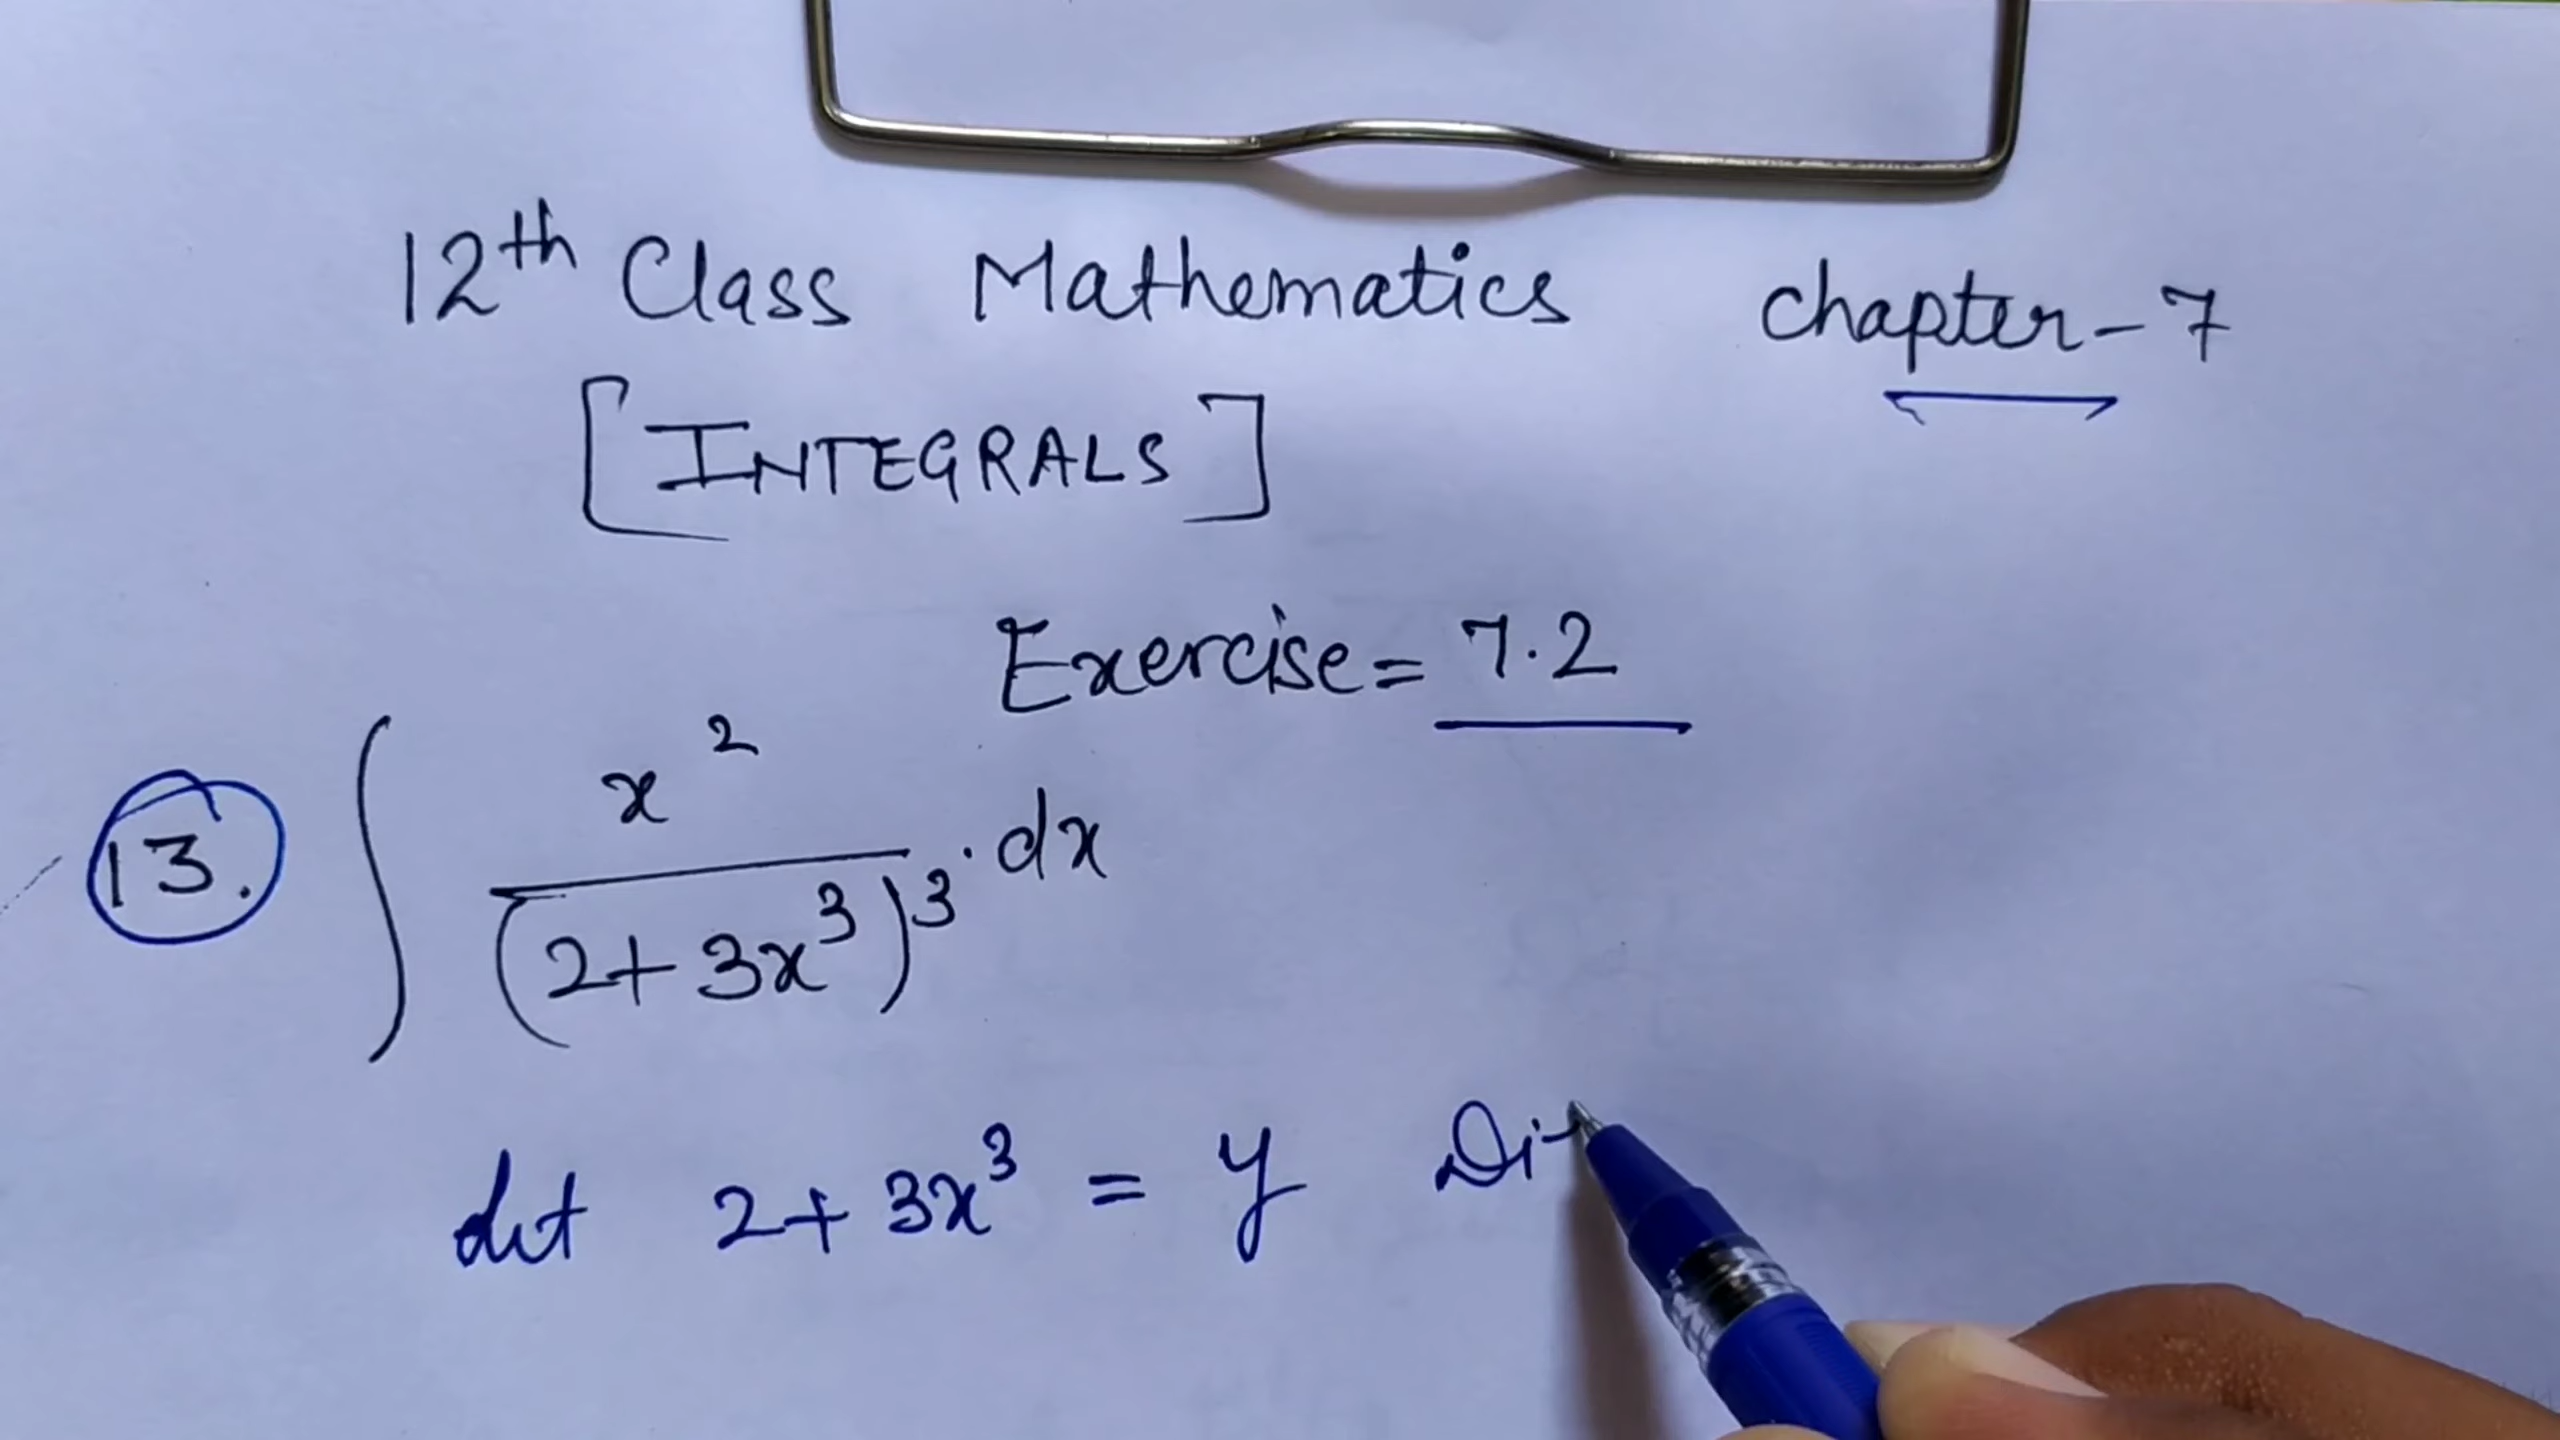 12th Class Mathematics chapter-7
[INTEGRALS]
Exercise = 7.2
13. ∫ x² / (2+3x³)³ . dx
let 2+3x³ = y